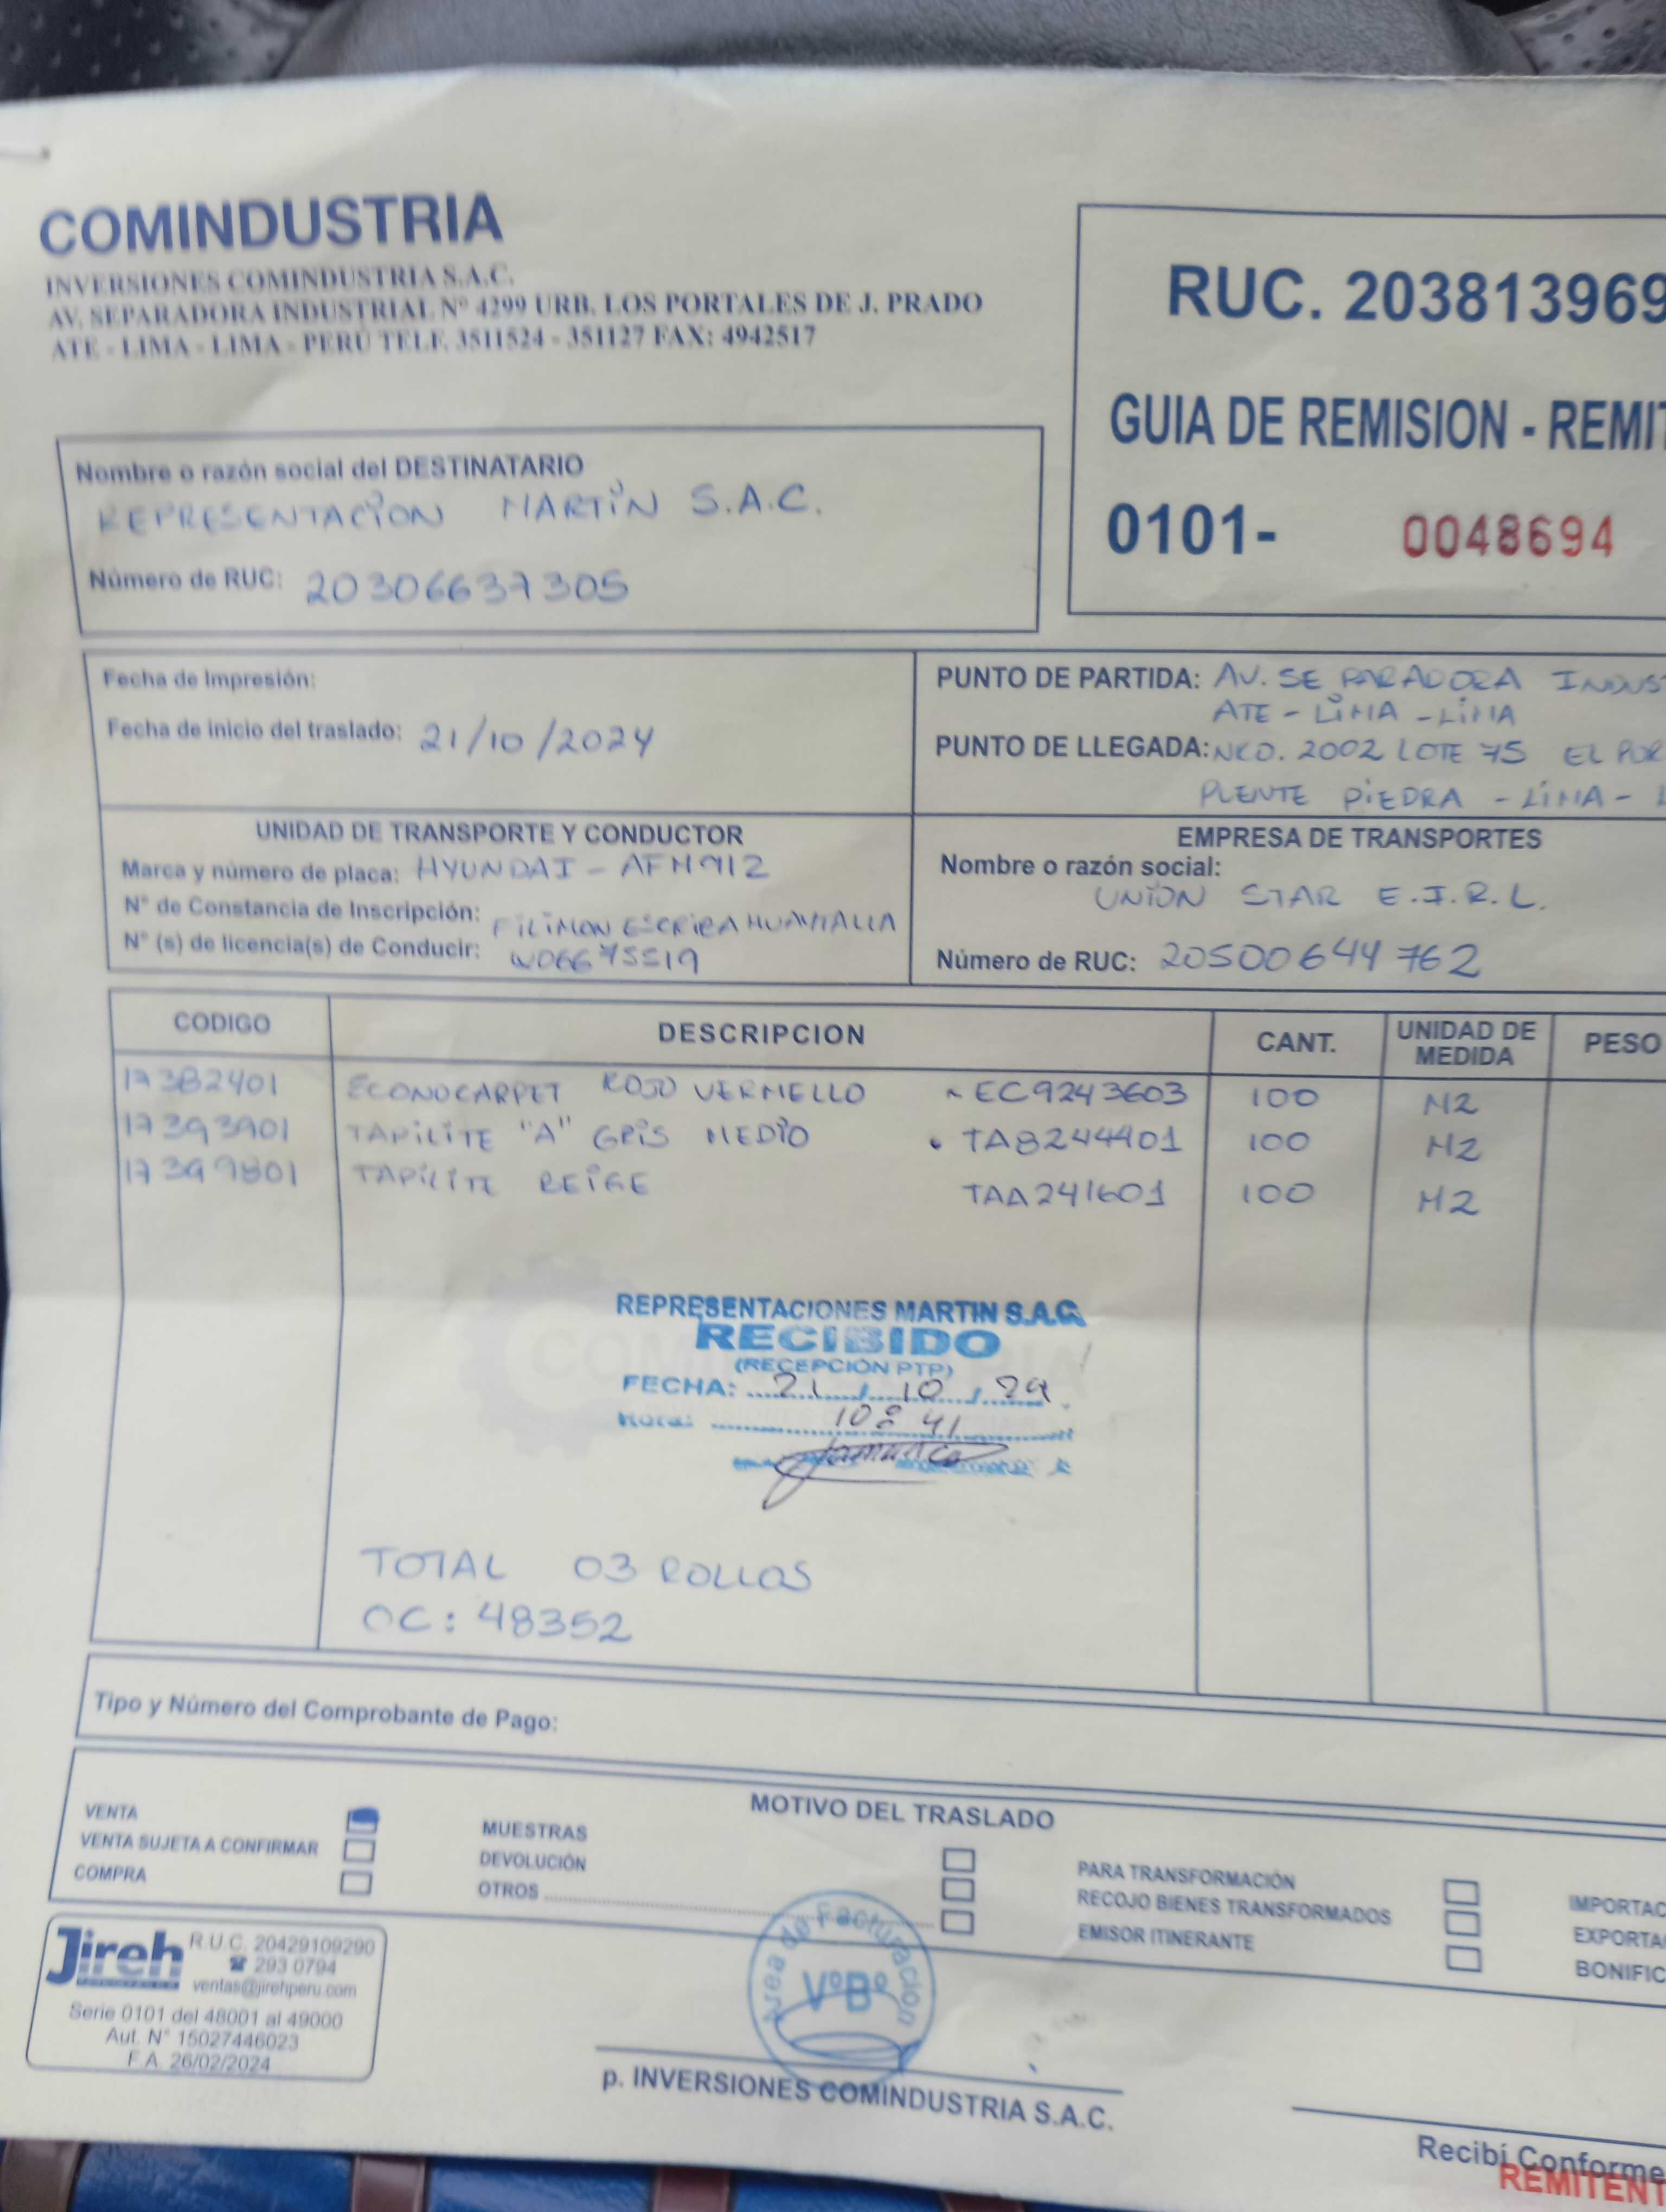 COMINDUSTRIA
INVERSIONES COMINDUSTRIA S.A.C.
AV. SEPARADORA INDUSTRIAL Nº 4299 URB. LOS PORTALES DE J. PRADO
ATE - LIMA - LIMA - PERÚ TELF. 3511524 - 351127 FAX: 4942517
RUC. 203813969
GUIA DE REMISION - REMIT
0101- 0048694
Nombre o razón social del DESTINATARIO
REPRESENTACION MARTIN S.A.C.
Número de RUC: 20306637305
Fecha de Impresión:
Fecha de inicio del traslado: 21/10/2024
PUNTO DE PARTIDA: AV. SEPARADORA INDUST
ATE - LIMA - LIMA
PUNTO DE LLEGADA: NRO. 2002 LOTE 75 EL POR
PUENTE PIEDRA - LIMA - L
UNIDAD DE TRANSPORTE Y CONDUCTOR
Marca y número de placa: HYUNDAI - AFM912
N° de Constancia de Inscripción: FILIMON ESCRIBA HUAYTALLA
N° (s) de licencia(s) de Conducir:
EMPRESA DE TRANSPORTES
Nombre o razón social:
UNION STAR E.I.R.L.
Número de RUC: 20500644762
CODIGO DESCRIPCION CANT. UNIDAD DE MEDIDA PESO
17382401 ECONOCARPET ROJO VERMELLO EC9243603 100 M2
17393901 TAPILITE "A" GRIS MEDIO TA8244401 100 M2
17399801 TAPILITE BEIGE TAA241601 100 M2
REPRESENTACIONES MARTIN S.A.C.
RECIBIDO
(RECEPCIÓN PTP)
FECHA: 21 / 10 / 24
Hora: 10:41
TOTAL 03 ROLLOS
OC: 48352
Tipo y Número del Comprobante de Pago:
MOTIVO DEL TRASLADO
VENTA
VENTA SUJETA A CONFIRMAR
COMPRA
MUESTRAS
DEVOLUCIÓN
OTROS
PARA TRANSFORMACIÓN
RECOJO BIENES TRANSFORMADOS
EMISOR ITINERANTE
IMPORTAC
EXPORTA
BONIFIC
Jireh
R.U.C. 20429109290
293 0794
ventas@jirehperu.com
Serie 0101 del 48001 al 49000
Aut. N° 15027446023
F.A. 26/02/2024
Area de Facturacion
VºBº
p. INVERSIONES COMINDUSTRIA S.A.C.
Recibí Conforme
REMITENT